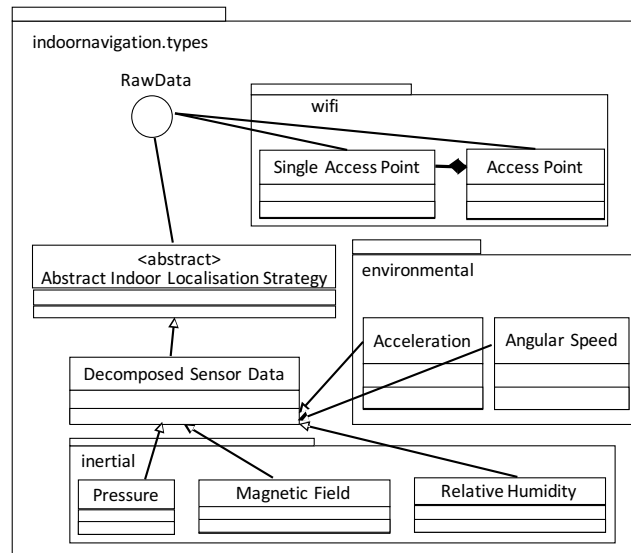 indoornavigation.types
RawData
wifi
Single Access Point
Access Point
<abstract>
Abstract Indoor Localisation Strategy
environmental
Acceleration
Angular Speed
Decomposed Sensor Data
inertial
Pressure
Magnetic Field
Relative Humidity